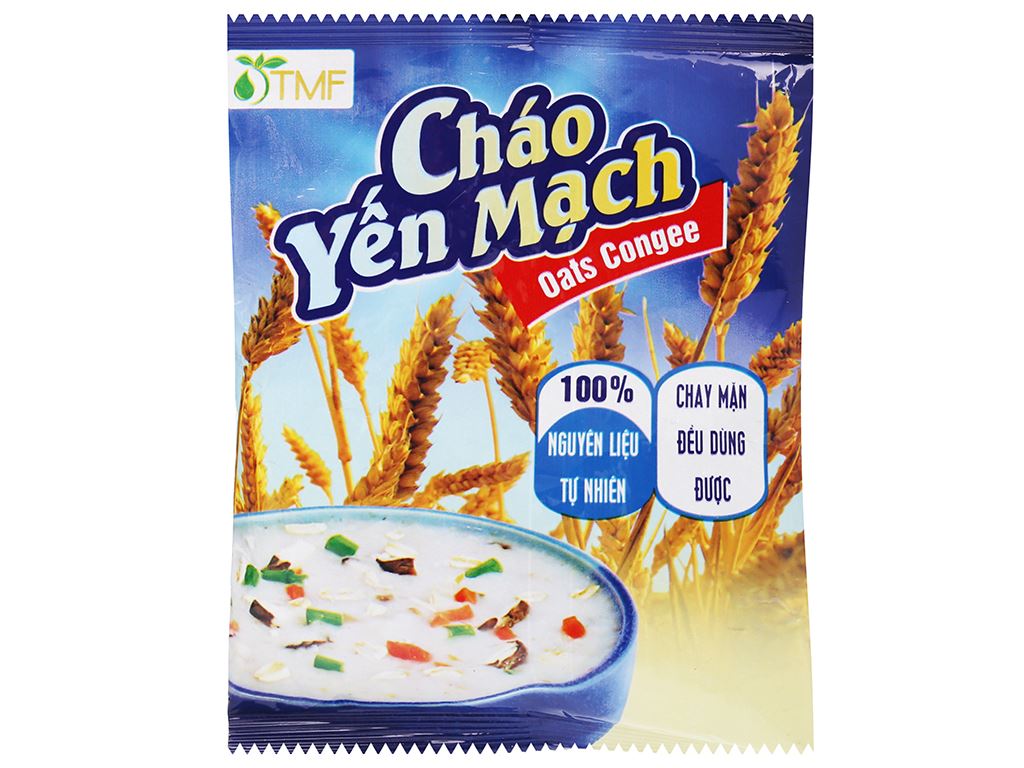 TMF
Cháo
Yến Mạch
Oats Congee
100%
NGUYÊN LIỆU
TỰ NHIÊN
CHAY MẶN
ĐỀU DÙNG
ĐƯỢC